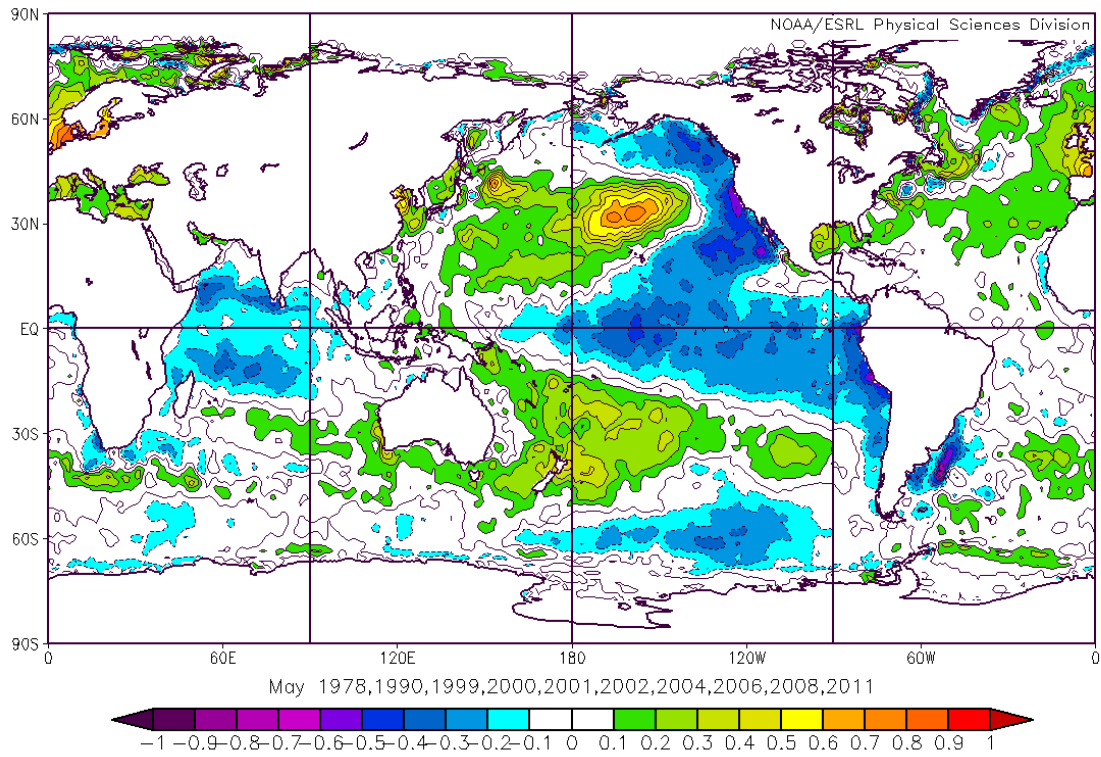 90N
NOAA/ESRL Physical Sciences Division
60N
30N
EQ
30S
60S
90S
0 60E 120E 180 120W 60W 0
May 1978,1990,1999,2000,2001,2002,2004,2006,2008,2011
-1 -0.9 -0.8 -0.7 -0.6 -0.5 -0.4 -0.3 -0.2 -0.1 0 0.1 0.2 0.3 0.4 0.5 0.6 0.7 0.8 0.9 1